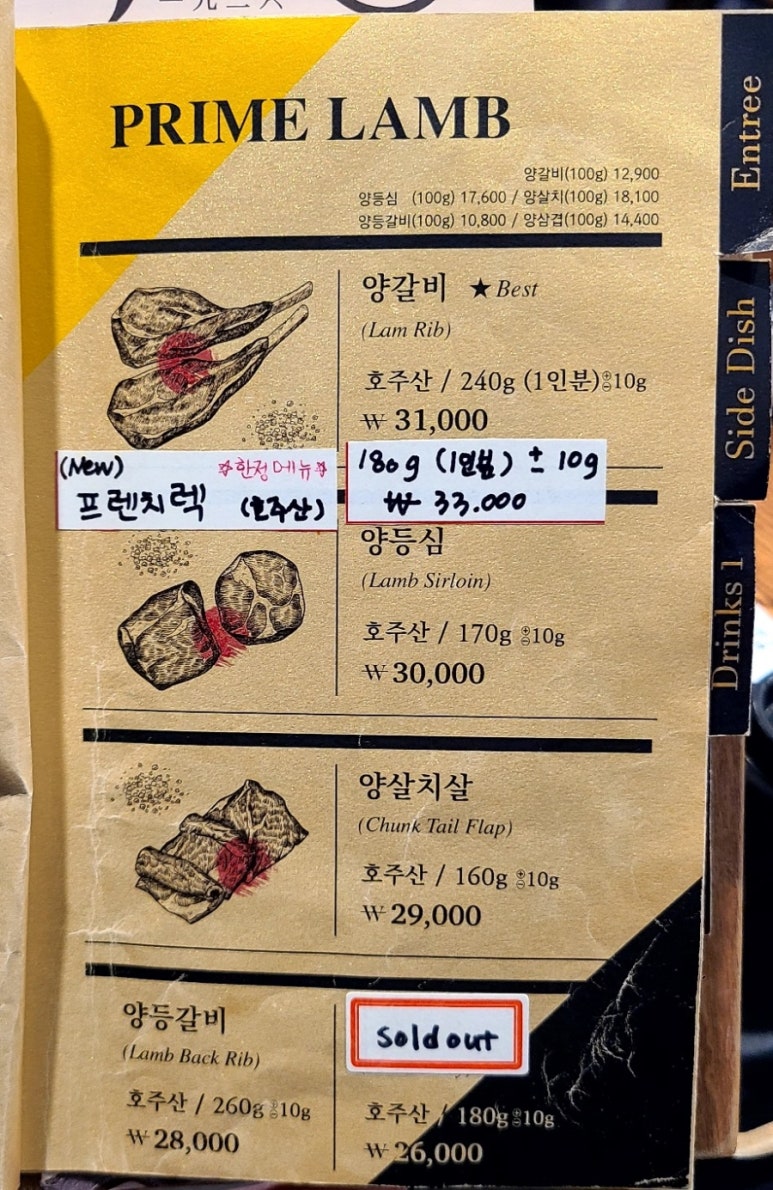 PRIME LAMB
양갈비(100g) 12,900
양등심 (100g) 17,600 / 양살치(100g) 18,100
양등갈비(100g) 10,800 / 양삼겹(100g) 14,400
양갈비 ★ Best
(Lam Rib)
호주산 / 240g (1인분)⊕⊖10g
₩ 31,000
(New) ☆한정메뉴☆
프렌치렉 (호주산)
180g (1인분) ± 10g
₩ 33.000
양등심
(Lamb Sirloin)
호주산 / 170g ⊕⊖10g
₩ 30,000
양살치살
(Chunk Tail Flap)
호주산 / 160g ⊕⊖10g
₩ 29,000
양등갈비
(Lamb Back Rib)
호주산 / 260g ⊕⊖10g
₩ 28,000
Sold out
호주산 / 180g ⊕⊖10g
₩ 26,000
Entree
Side Dish
Drinks 1